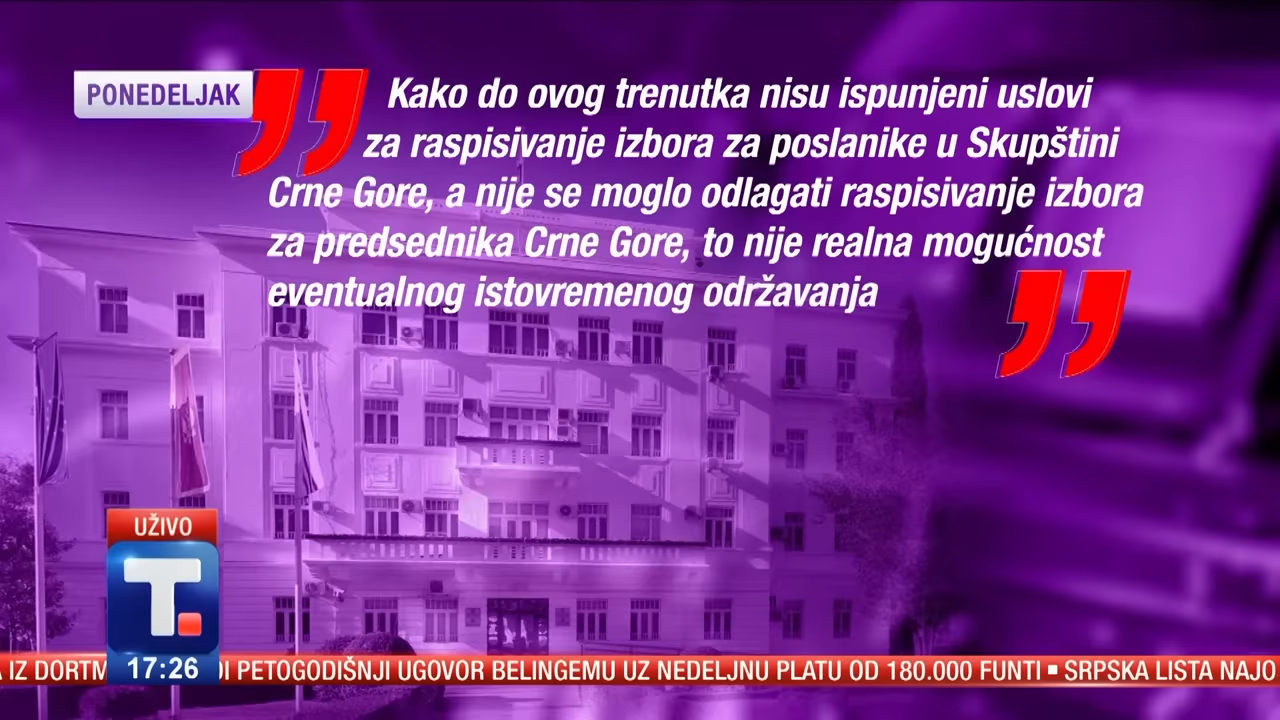 PONEDELJAK
Kako do ovog trenutka nisu ispunjeni uslovi
za raspisivanje izbora za poslanike u Skupštini
Crne Gore, a nije se moglo odlagati raspisivanje izbora
za predsednika Crne Gore, to nije realna mogućnost
eventualnog istovremenog održavanja
UŽIVO
T.
17:26
A IZ DORTM DI PETOGODIŠNJI UGOVOR BELINGEMU UZ NEDELJNU PLATU OD 180.000 FUNTI ▪ SRPSKA LISTA NAJO